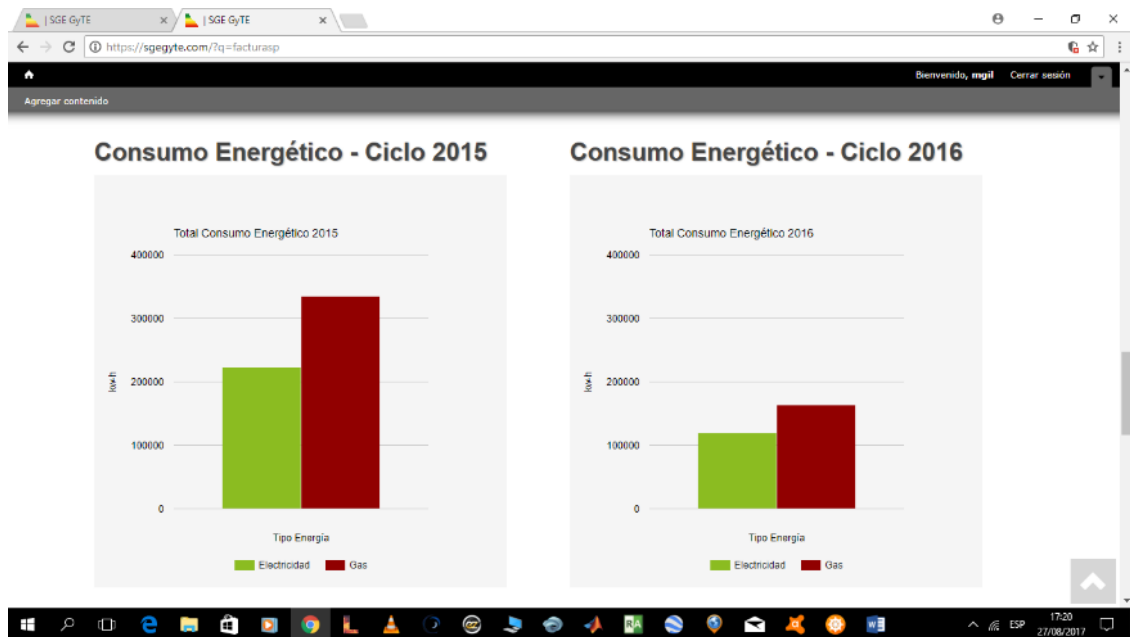 | SGE GyTE
| SGE GyTE
https://sgegyte.com/?q=facturasp
Bienvenido, mgil Cerrar sesión
Agregar contenido
Consumo Energético - Ciclo 2015
Total Consumo Energético 2015
400000
300000
200000
100000
0
kw-h
Tipo Energía
Electricidad Gas
Consumo Energético - Ciclo 2016
Total Consumo Energético 2016
400000
300000
200000
100000
0
kw-h
Tipo Energía
Electricidad Gas
ESP
17:20
27/08/2017